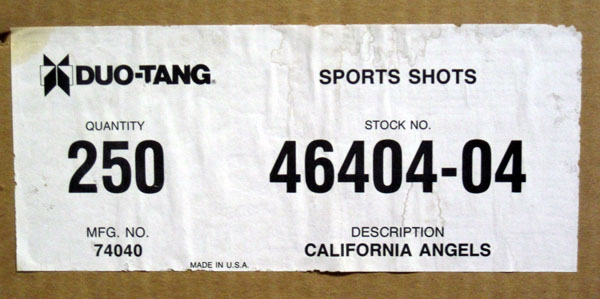 DUO-TANG®
SPORTS SHOTS
QUANTITY
250
STOCK NO.
46404-04
MFG. NO.
74040
DESCRIPTION
CALIFORNIA ANGELS
MADE IN U.S.A.